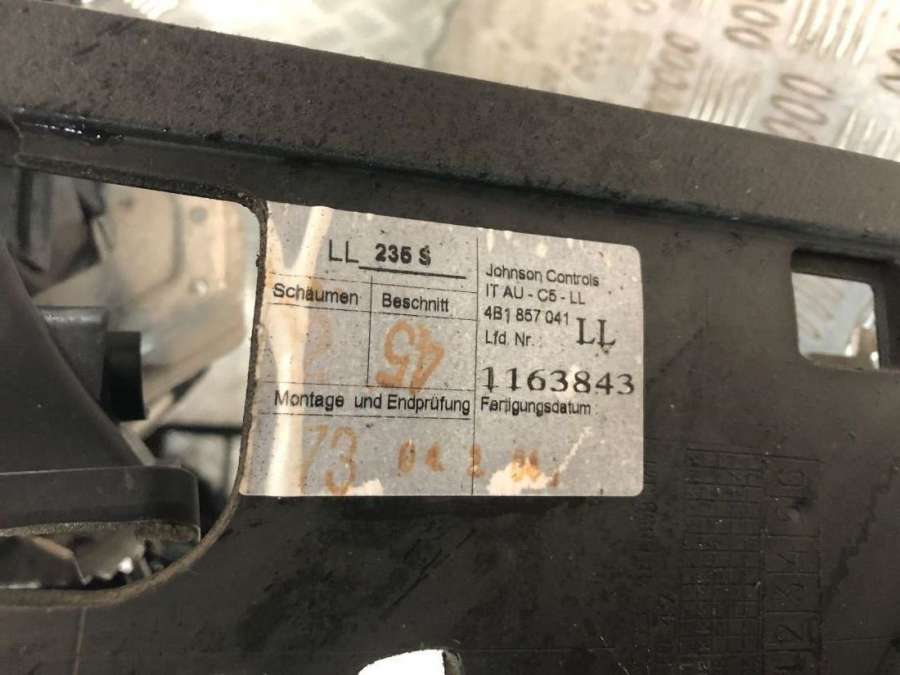 LL 235 S
Schäumen Beschnitt
45
Montage und Endprüfung
73
Johnson Controls
IT AU - C5 - LL
4B1 857 041 LL
Lfd. Nr.:
1163843
Fertigungsdatum: